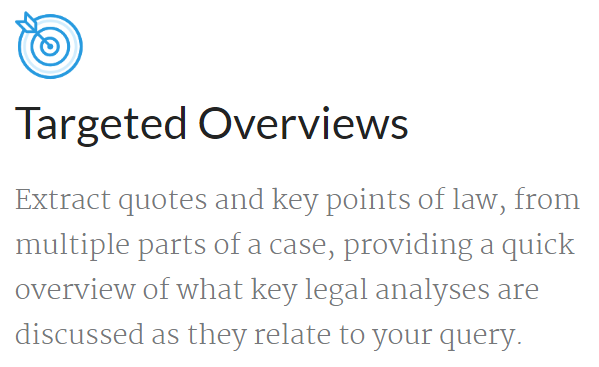 Targeted Overviews
Extract quotes and key points of law, from
multiple parts of a case, providing a quick
overview of what key legal analyses are
discussed as they relate to your query.